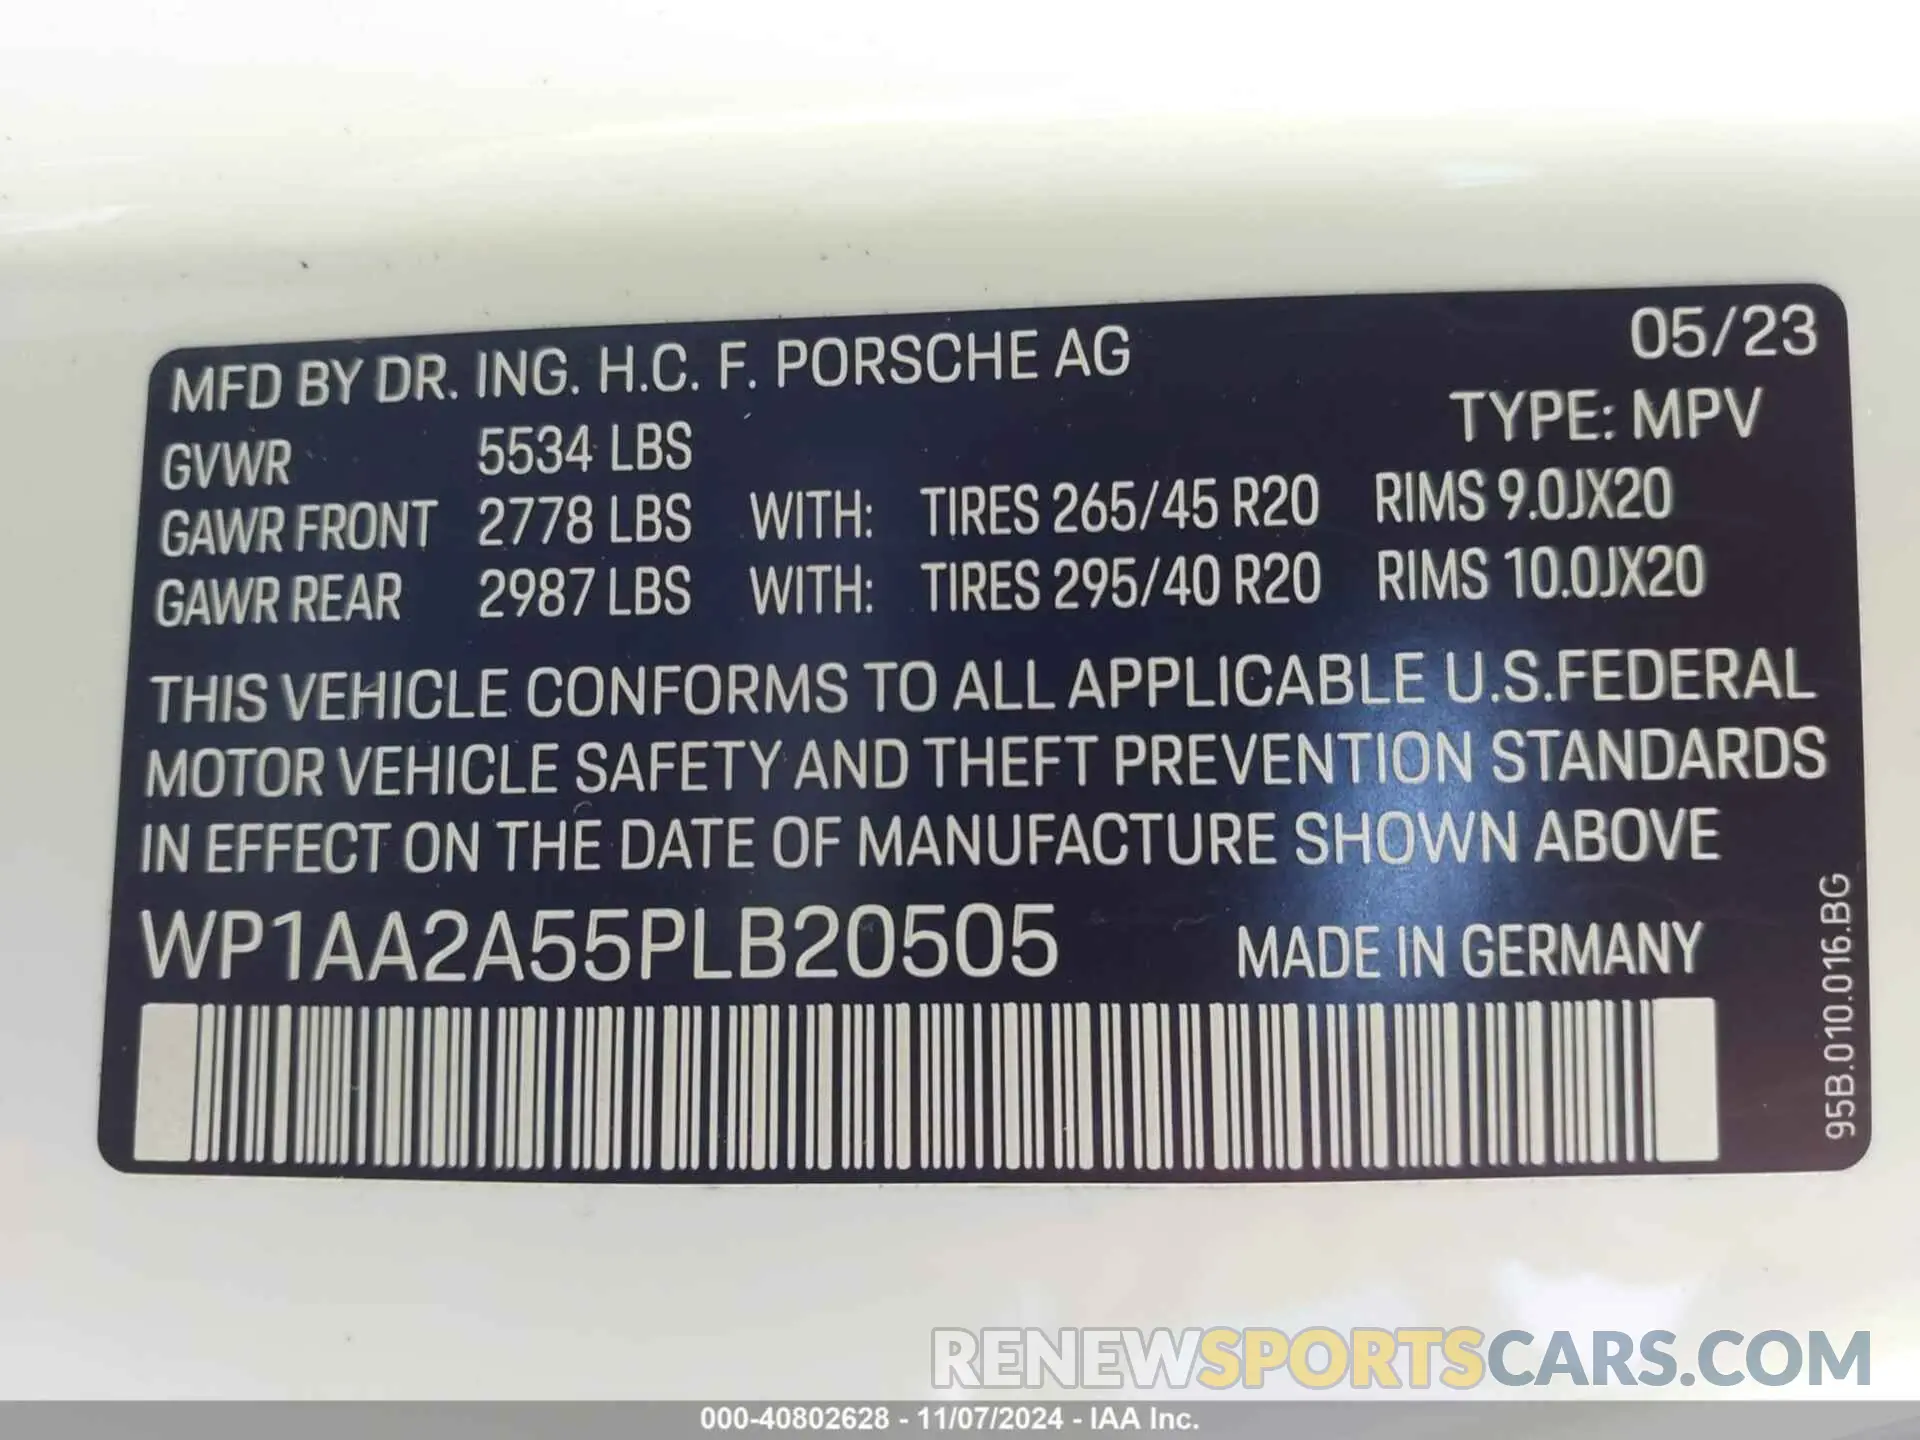 05/23
MFD BY DR. ING. H.C. F. PORSCHE AG
TYPE: MPV
GVWR 5534 LBS
GAWR FRONT 2778 LBS WITH: TIRES 265/45 R20 RIMS 9.0JX20
GAWR REAR 2987 LBS WITH: TIRES 295/40 R20 RIMS 10.0JX20
THIS VEHICLE CONFORMS TO ALL APPLICABLE U.S.FEDERAL
MOTOR VEHICLE SAFETY AND THEFT PREVENTION STANDARDS
IN EFFECT ON THE DATE OF MANUFACTURE SHOWN ABOVE
WP1AA2A55PLB20505 MADE IN GERMANY
95B.010.016.BG
RENEWSPORTSCARS.COM
000-40802628 - 11/07/2024 - IAA Inc.